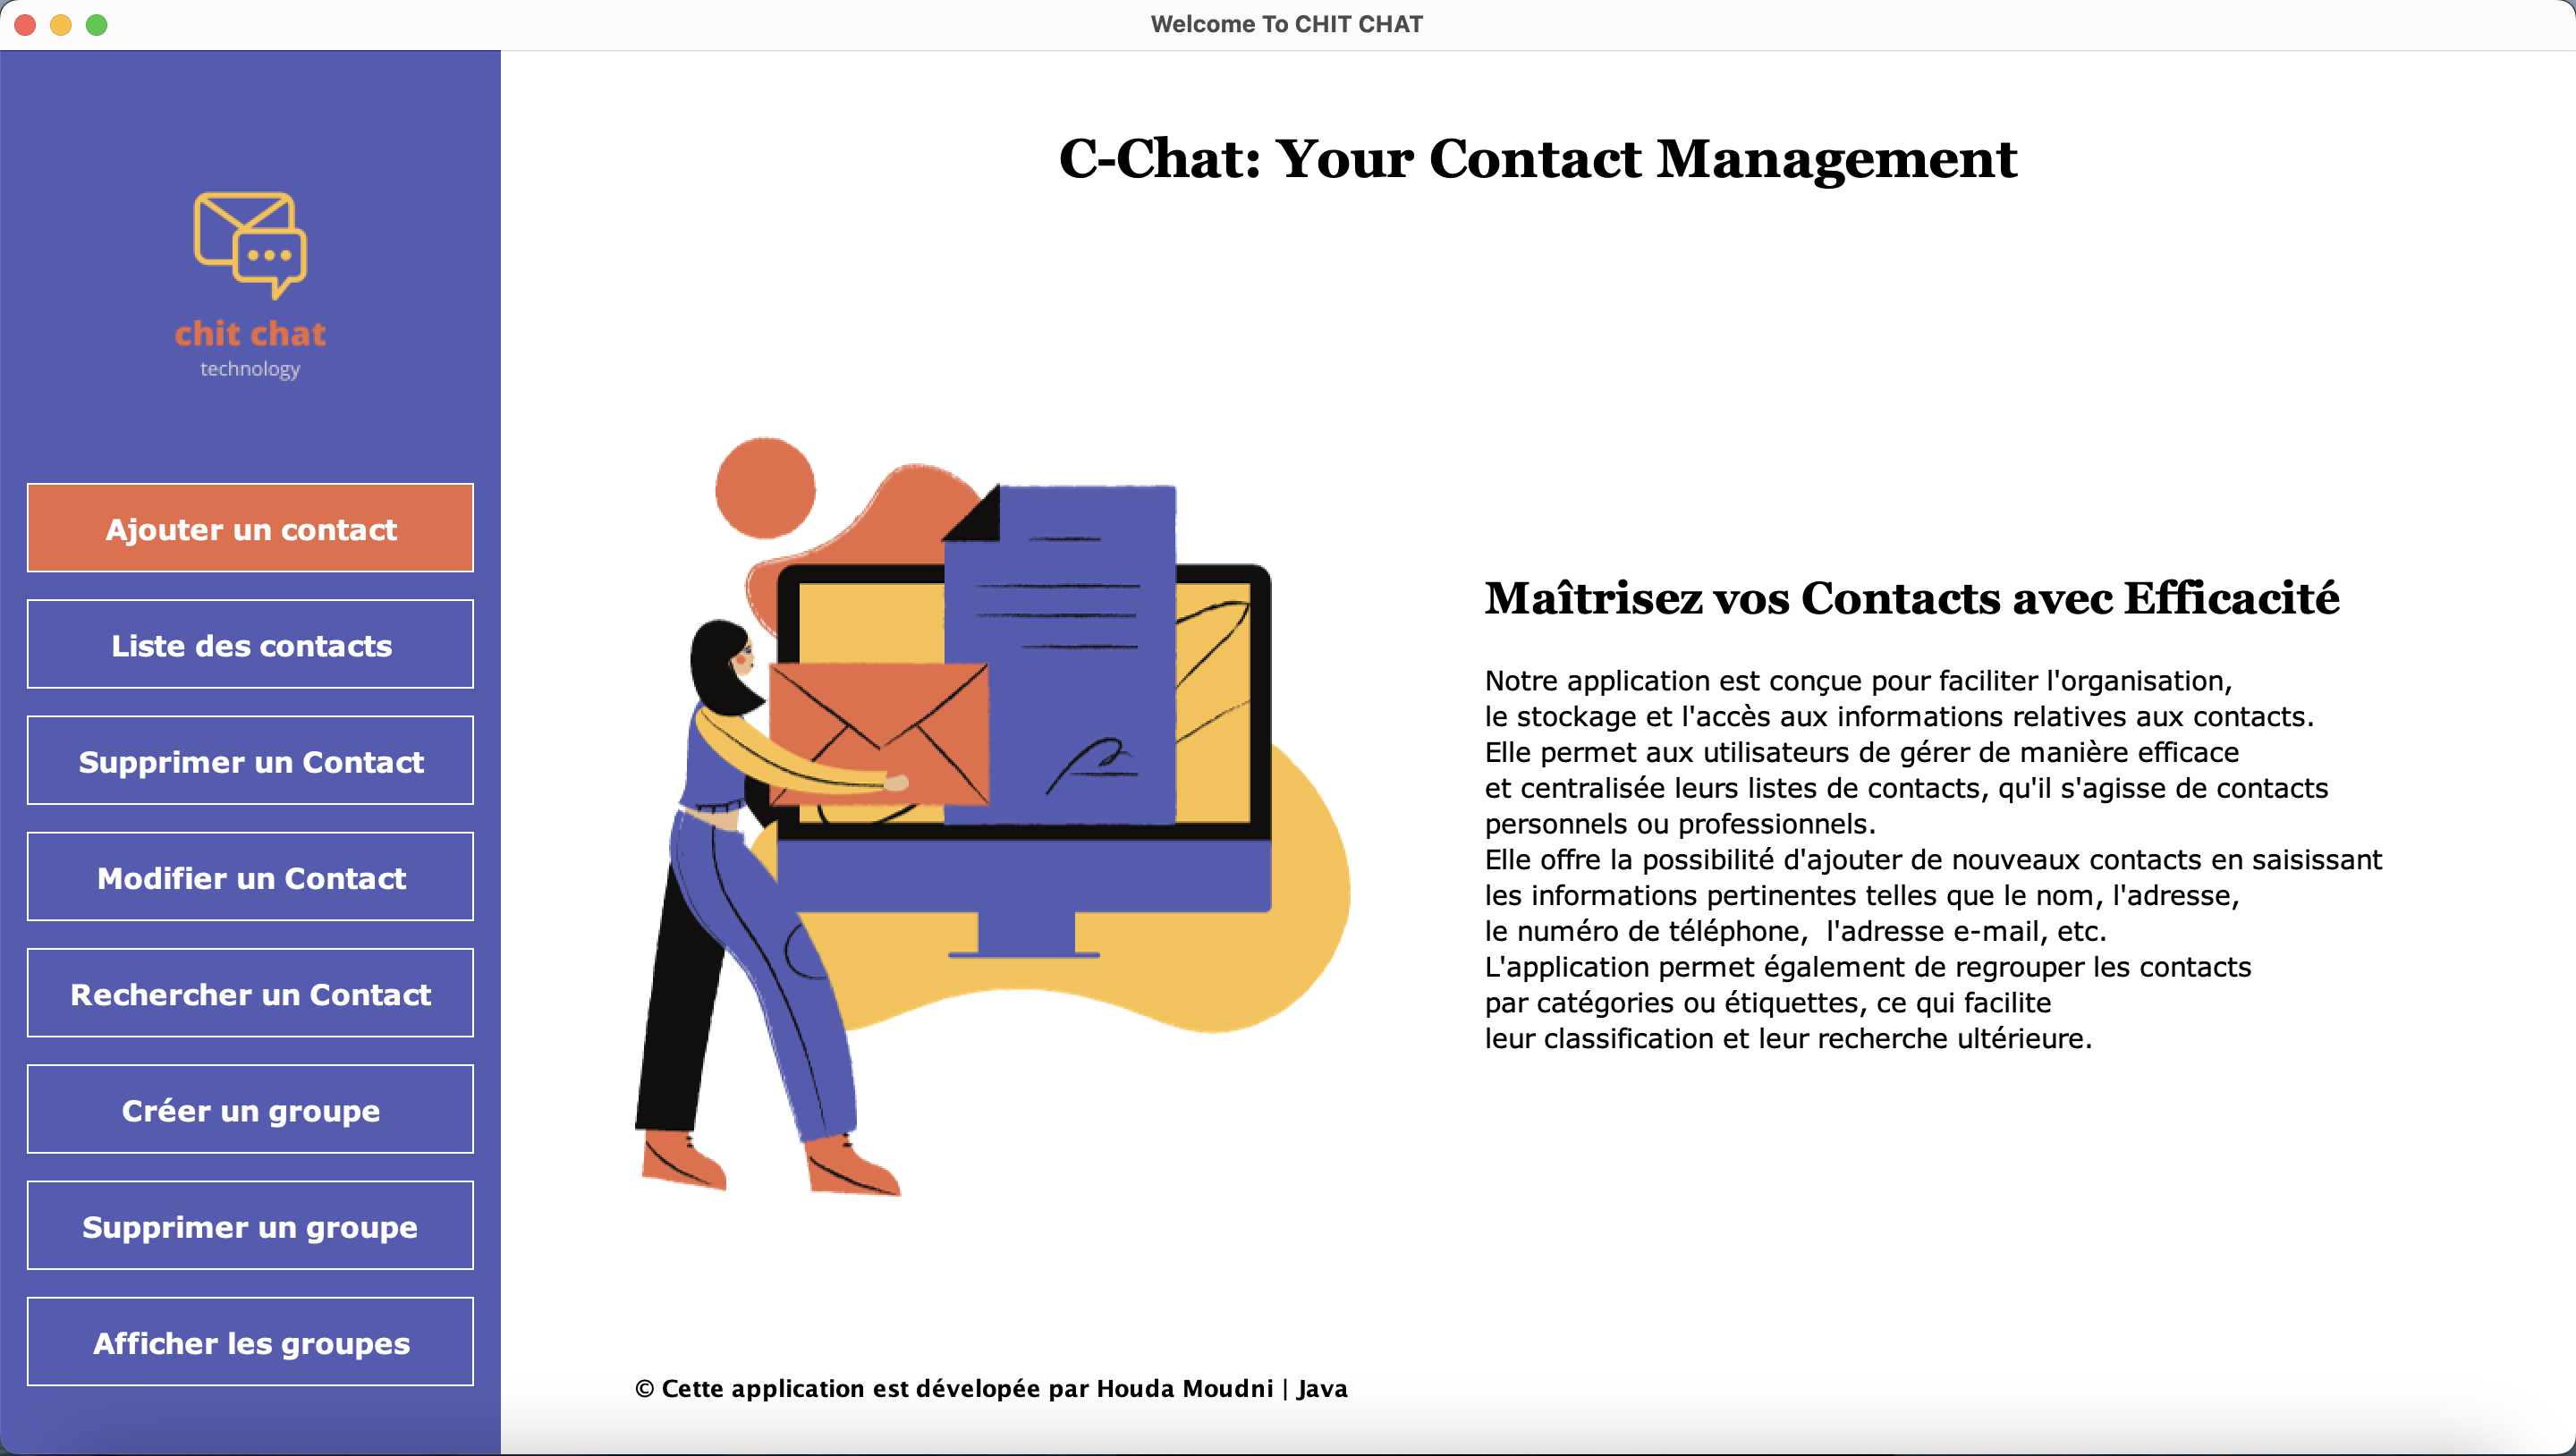 Welcome To CHIT CHAT
chit chat
technology
Ajouter un contact
Liste des contacts
Supprimer un Contact
Modifier un Contact
Rechercher un Contact
Créer un groupe
Supprimer un groupe
Afficher les groupes
C-Chat: Your Contact Management
Maîtrisez vos Contacts avec Efficacité
Notre application est conçue pour faciliter l'organisation,
le stockage et l'accès aux informations relatives aux contacts.
Elle permet aux utilisateurs de gérer de manière efficace
et centralisée leurs listes de contacts, qu'il s'agisse de contacts
personnels ou professionnels.
Elle offre la possibilité d'ajouter de nouveaux contacts en saisissant
les informations pertinentes telles que le nom, l'adresse,
le numéro de téléphone,  l'adresse e-mail, etc.
L'application permet également de regrouper les contacts
par catégories ou étiquettes, ce qui facilite
leur classification et leur recherche ultérieure.
© Cette application est dévelopée par Houda Moudni | Java